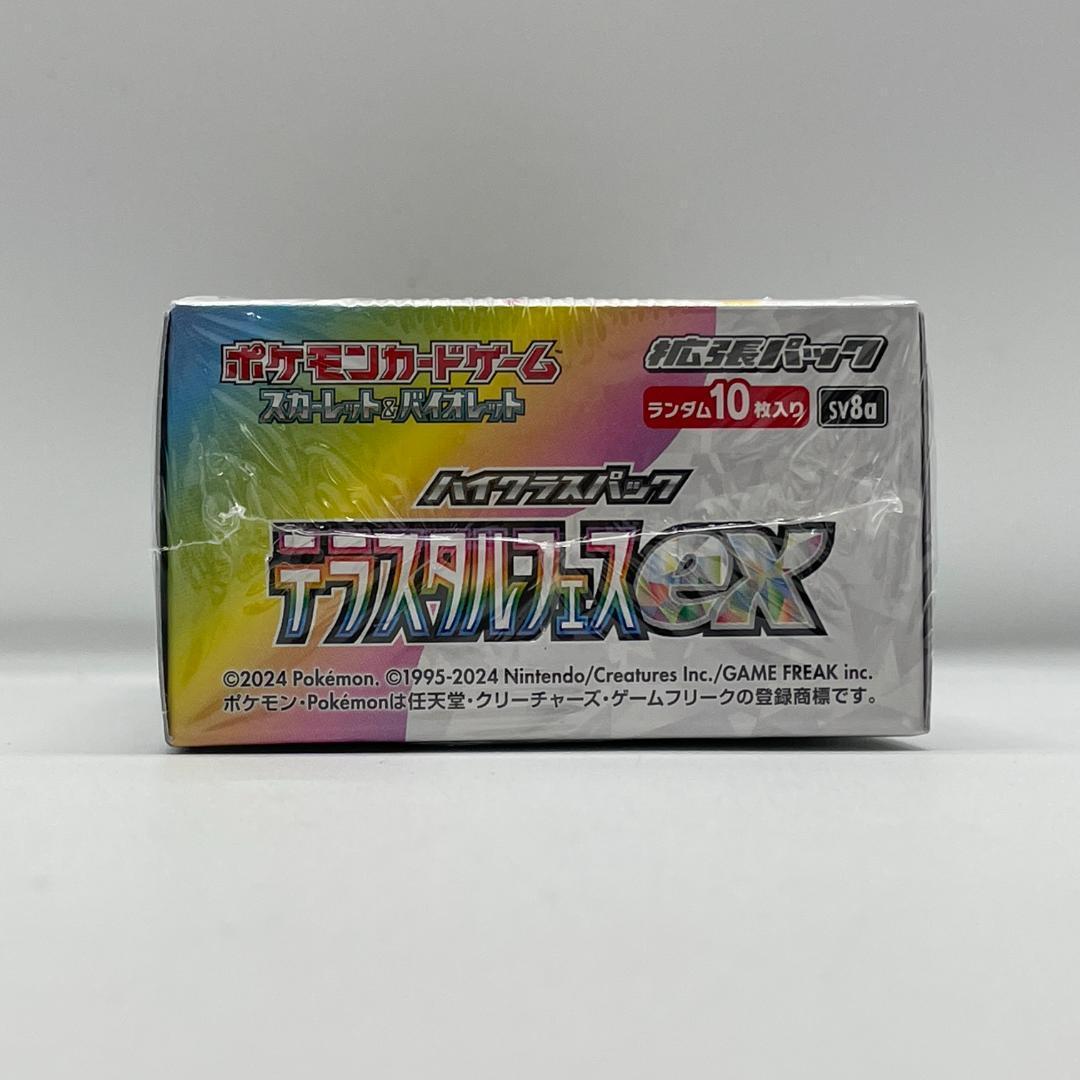 ポケモンカードゲーム™
スカーレット&バイオレット
拡張パック
ランダム10枚入り SV8a
ハイクラスパック
テラスタルフェスex
©2024 Pokémon. ©1995-2024 Nintendo/Creatures Inc./GAME FREAK inc.
ポケモン・Pokémonは任天堂・クリーチャーズ・ゲームフリークの登録商標です。